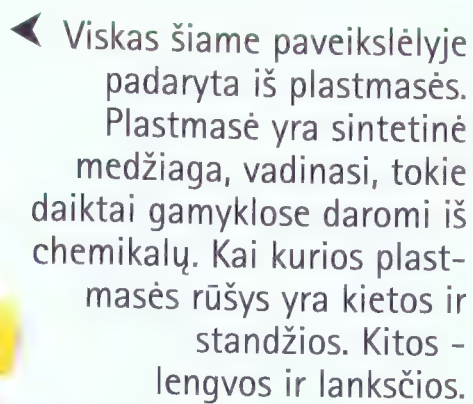 Viskas šiame paveikslėlyje
padaryta iš plastmasės.
Plastmasė yra sintetinė
medžiaga, vadinasi, tokie
daiktai gamyklose daromi iš
chemikalų. Kai kurios plast-
masės rūšys yra kietos ir
standžios. Kitos –
lengvos ir lanksčios.